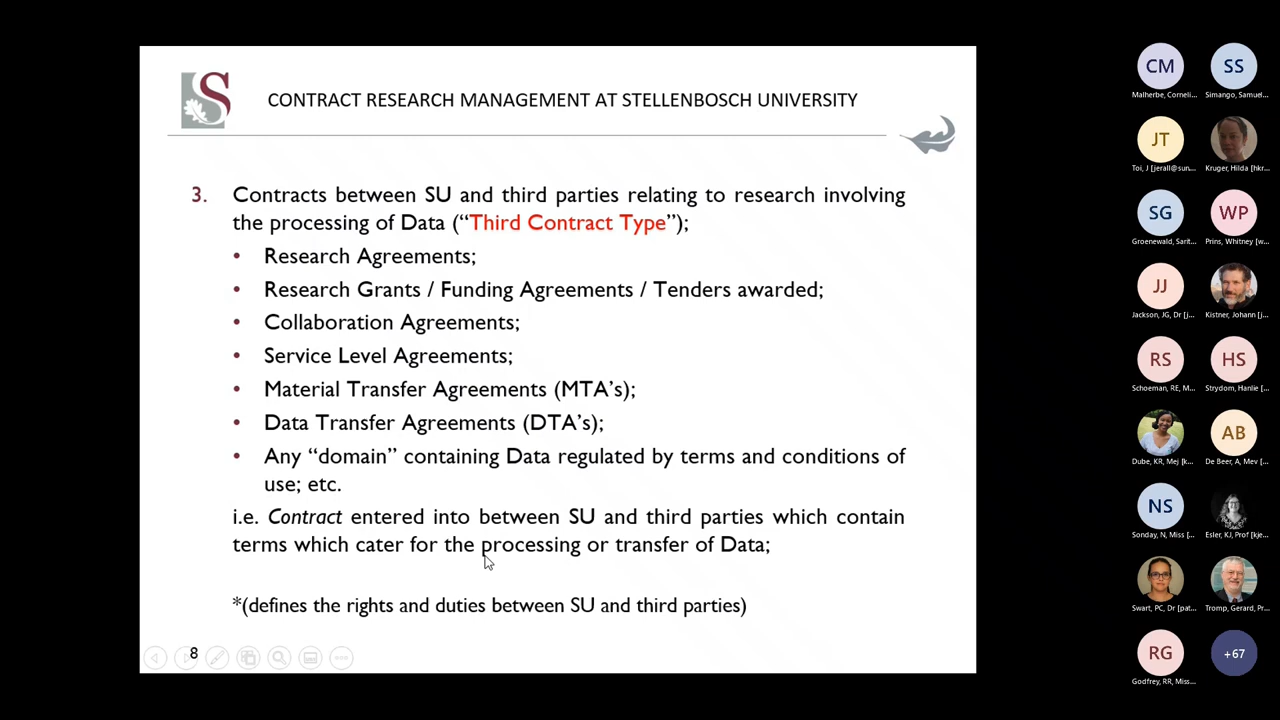 S
CONTRACT RESEARCH MANAGEMENT AT STELLENBOSCH UNIVERSITY
3. Contracts between SU and third parties relating to research involving
the processing of Data (“Third Contract Type”);
• Research Agreements;
• Research Grants / Funding Agreements / Tenders awarded;
• Collaboration Agreements;
• Service Level Agreements;
• Material Transfer Agreements (MTA’s);
• Data Transfer Agreements (DTA’s);
• Any “domain” containing Data regulated by terms and conditions of
use; etc.
i.e. Contract entered into between SU and third parties which contain
terms which cater for the processing or transfer of Data;
*(defines the rights and duties between SU and third parties)
8
CM
SS
Malherbe, Corneli...
Simango, Samuel...
JT
Toi, J [jerall@sun...
Kruger, Hilda [hkr...
SG
WP
Groenewald, Sarit...
Prins, Whitney [w...
JJ
Jackson, JG, Dr [j...
Kistner, Johann [j...
RS
HS
Schoeman, RE, M...
Strydom, Hanlie [...
AB
Dube, KR, Mej [k...
De Beer, A, Mev [...
NS
Sonday, N, Miss [...
Esler, KJ, Prof [kje...
Swart, PC, Dr [pat...
Tromp, Gerard, Pr...
RG
+67
Godfrey, RR, Miss...